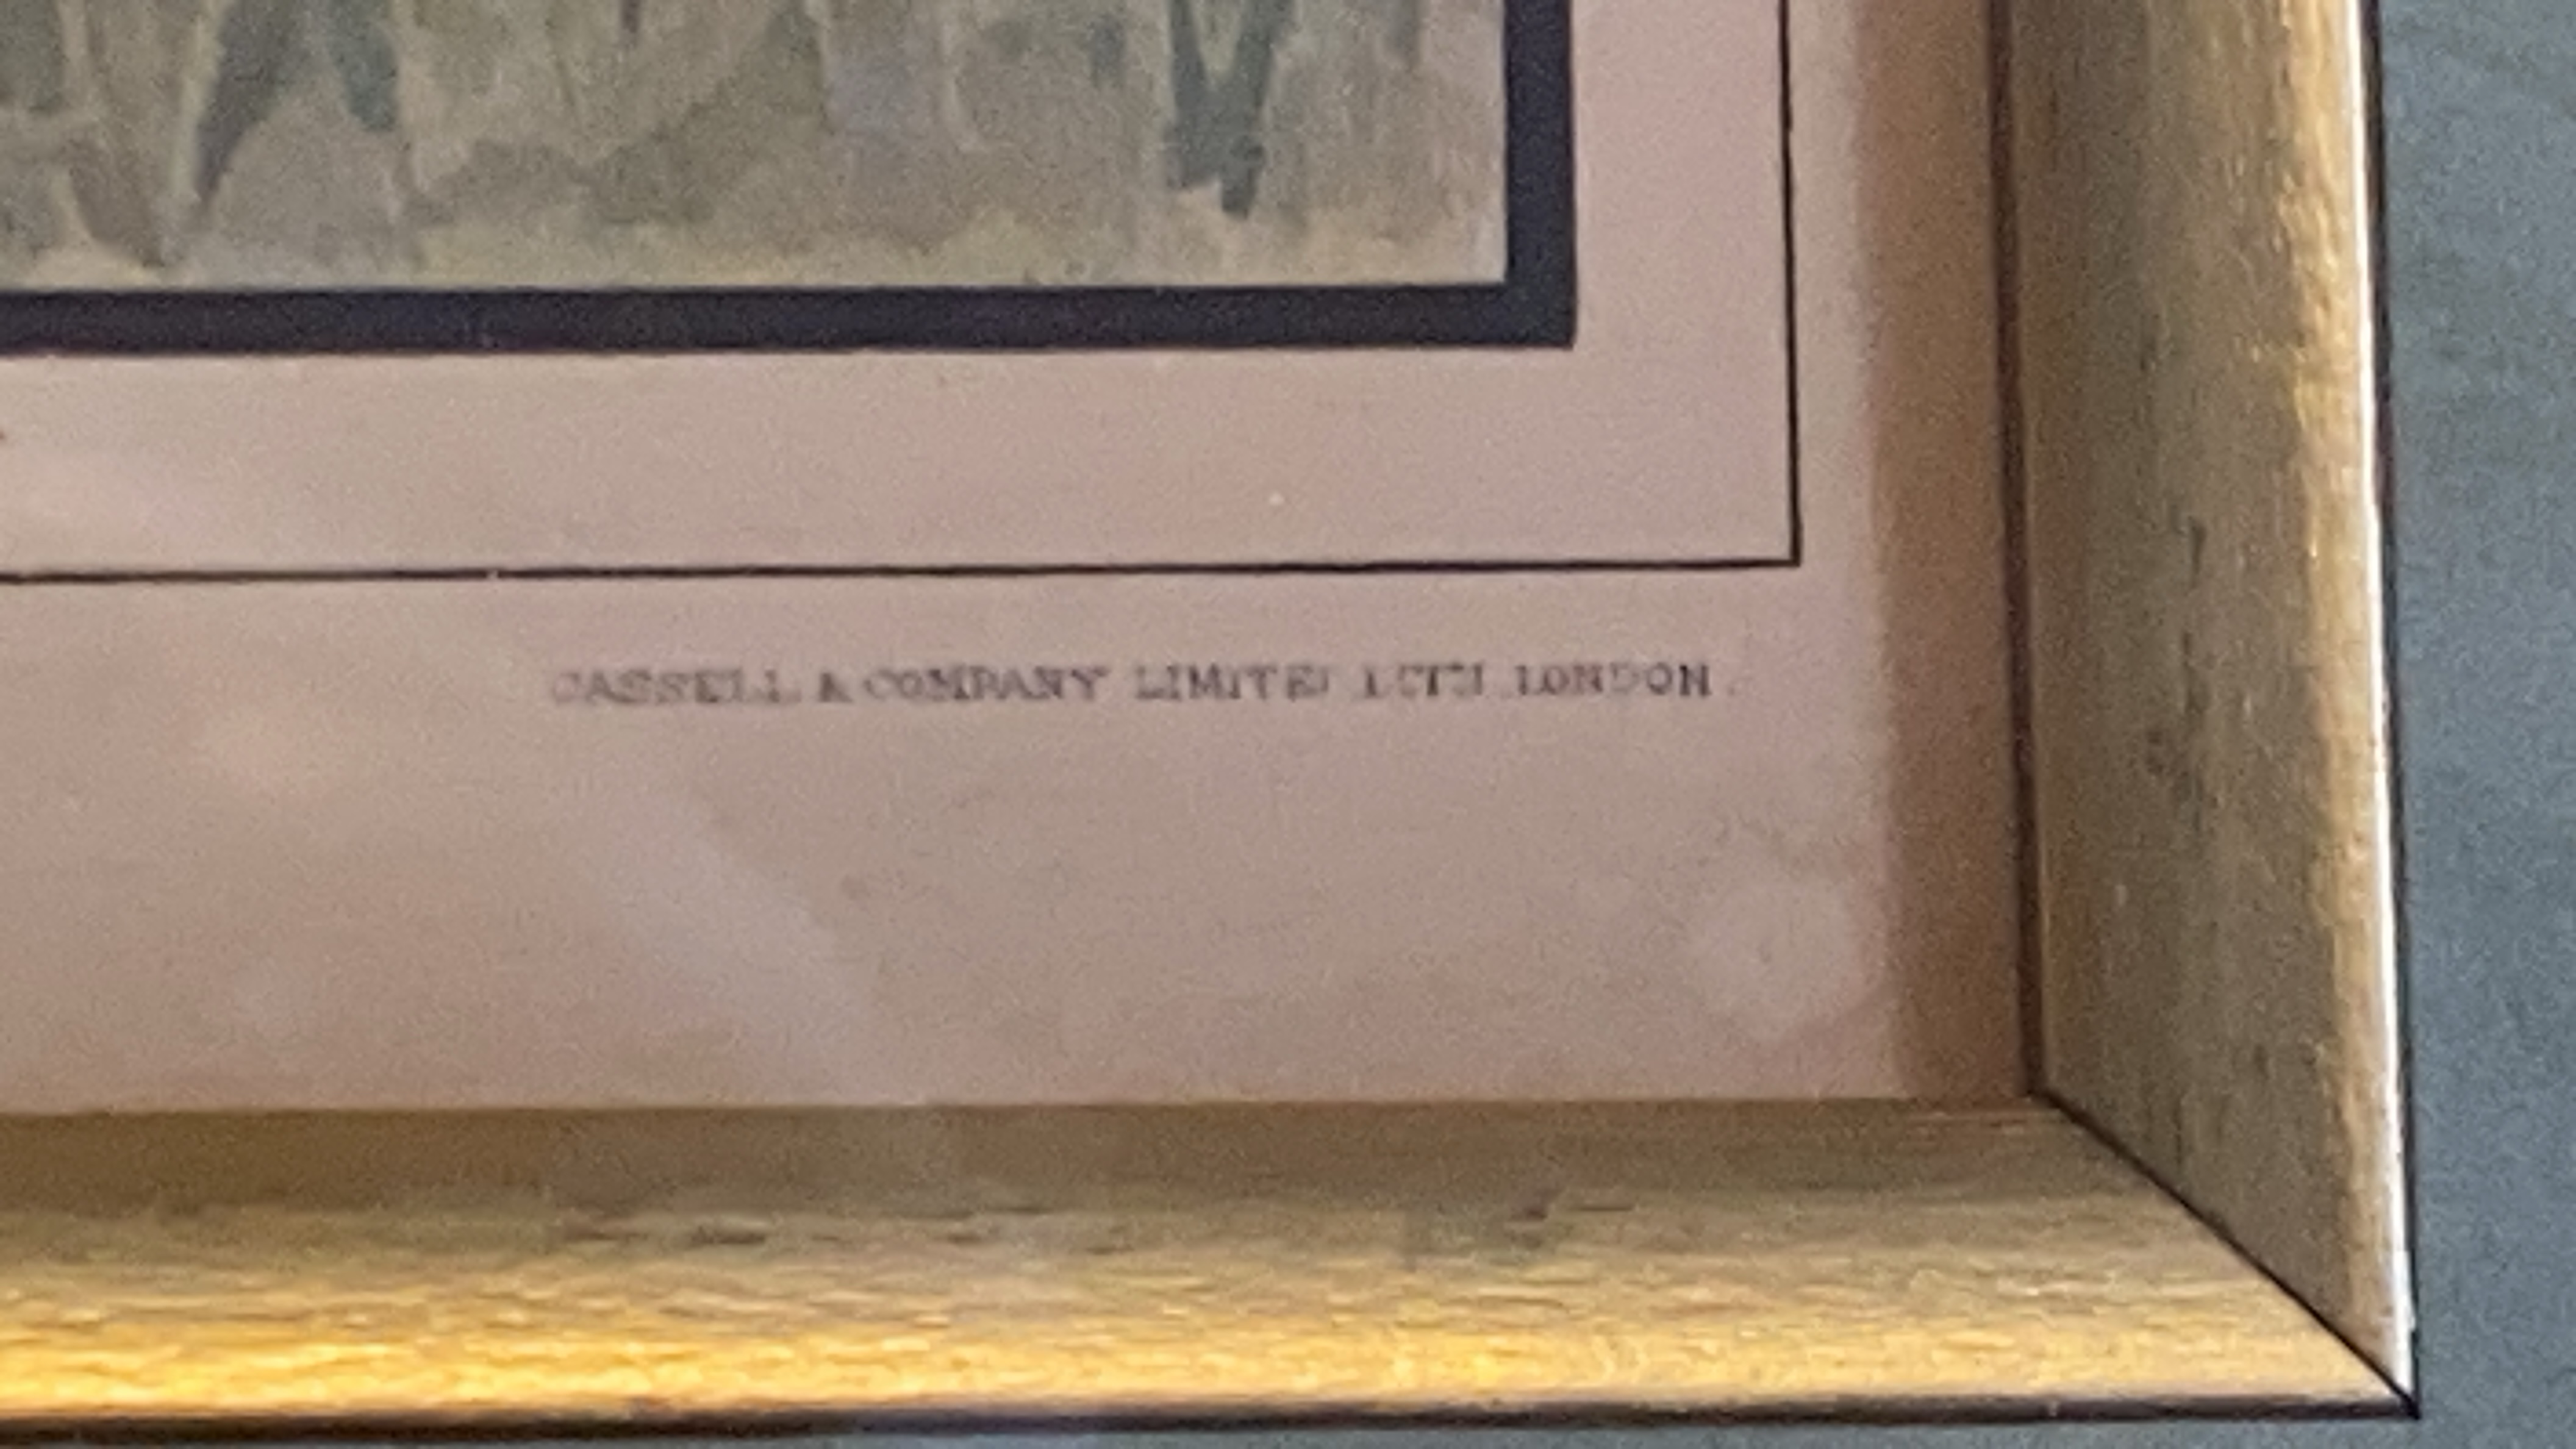 CASSELL & COMPANY LIMITED LITH. LONDON.